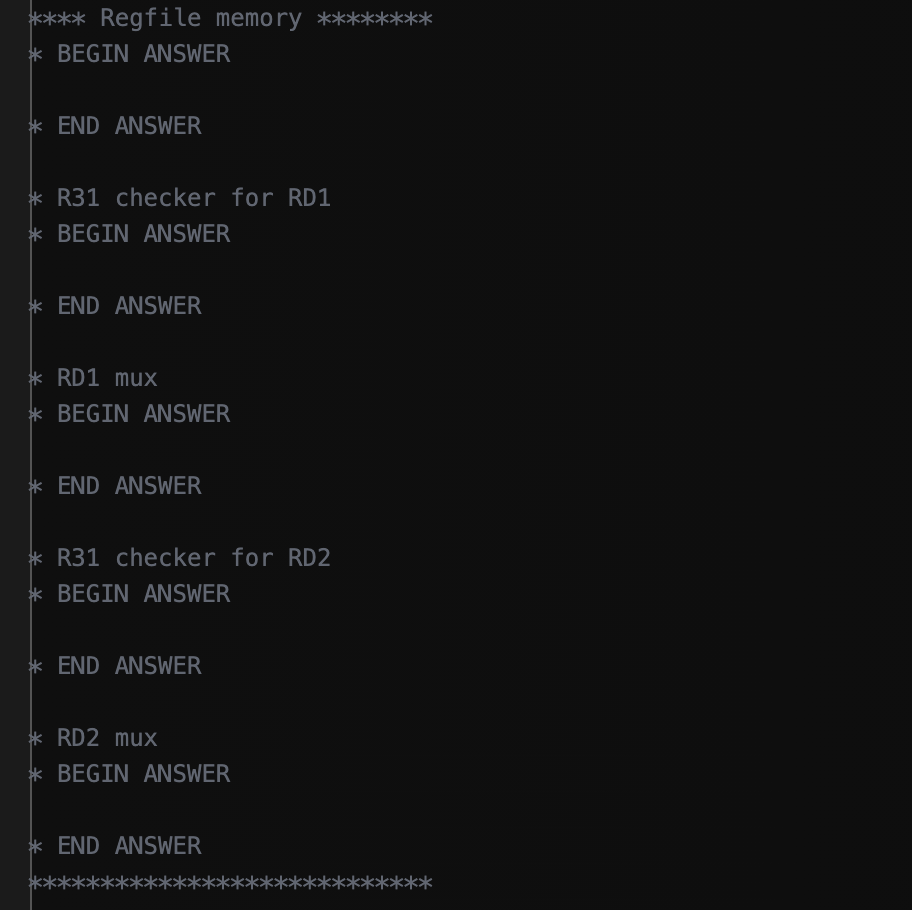 **** Regfile memory ********
* BEGIN ANSWER
* END ANSWER
* R31 checker for RD1
* BEGIN ANSWER
* END ANSWER
* RD1 mux
* BEGIN ANSWER
* END ANSWER
* R31 checker for RD2
* BEGIN ANSWER
* END ANSWER
* RD2 mux
* BEGIN ANSWER
* END ANSWER
****************************